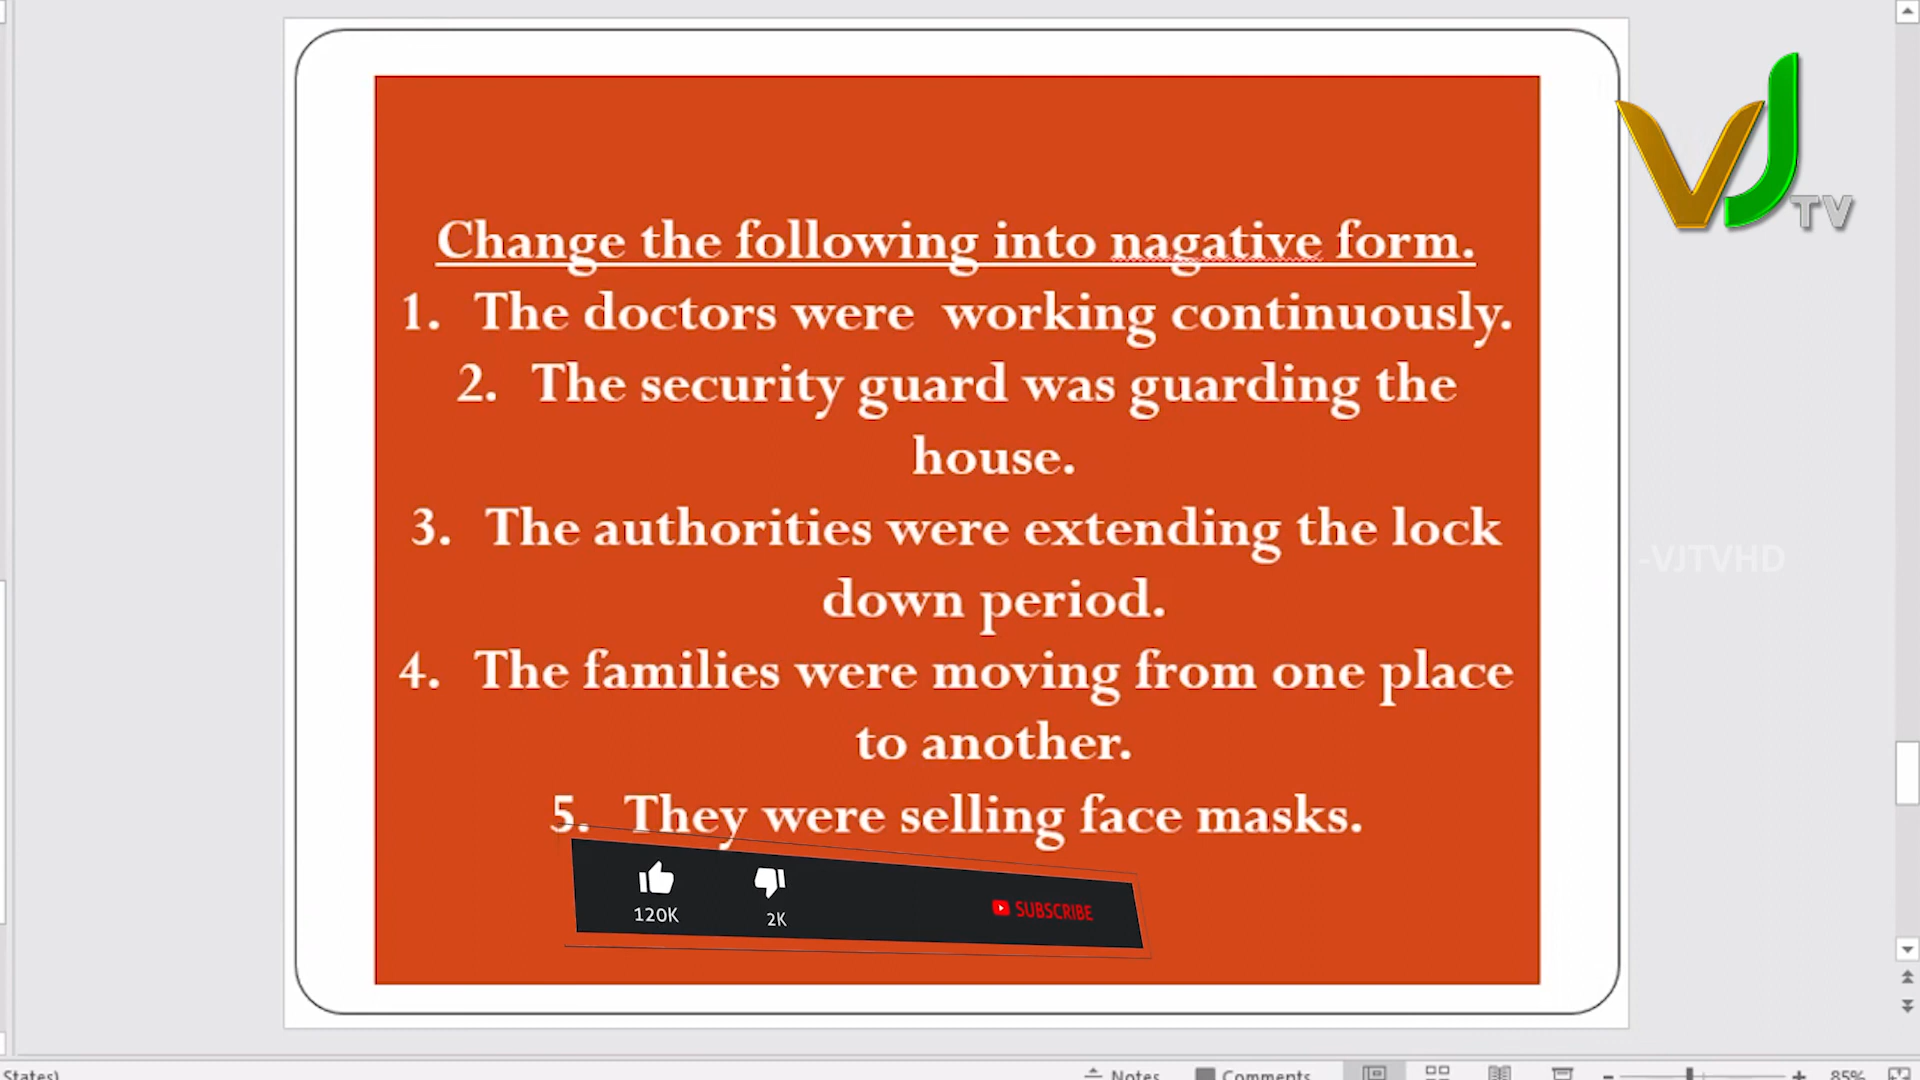 VJ TV
Change the following into nagative form.
1. The doctors were working continuously.
2. The security guard was guarding the
house.
3. The authorities were extending the lock
down period.
-VJTVHD
4. The families were moving from one place
to another.
5. They were selling face masks.
120K 2K SUBSCRIBE
States) Notes Comments 85%